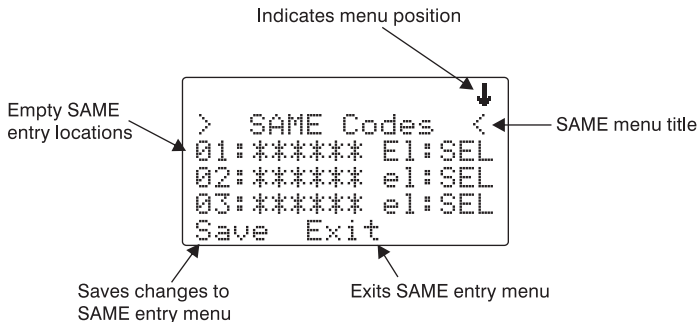 Indicates menu position
Empty SAME
entry locations
> SAME Codes <
SAME menu title
01:****** El:SEL
02:****** el:SEL
03:****** el:SEL
Save Exit
Saves changes to
SAME entry menu
Exits SAME entry menu